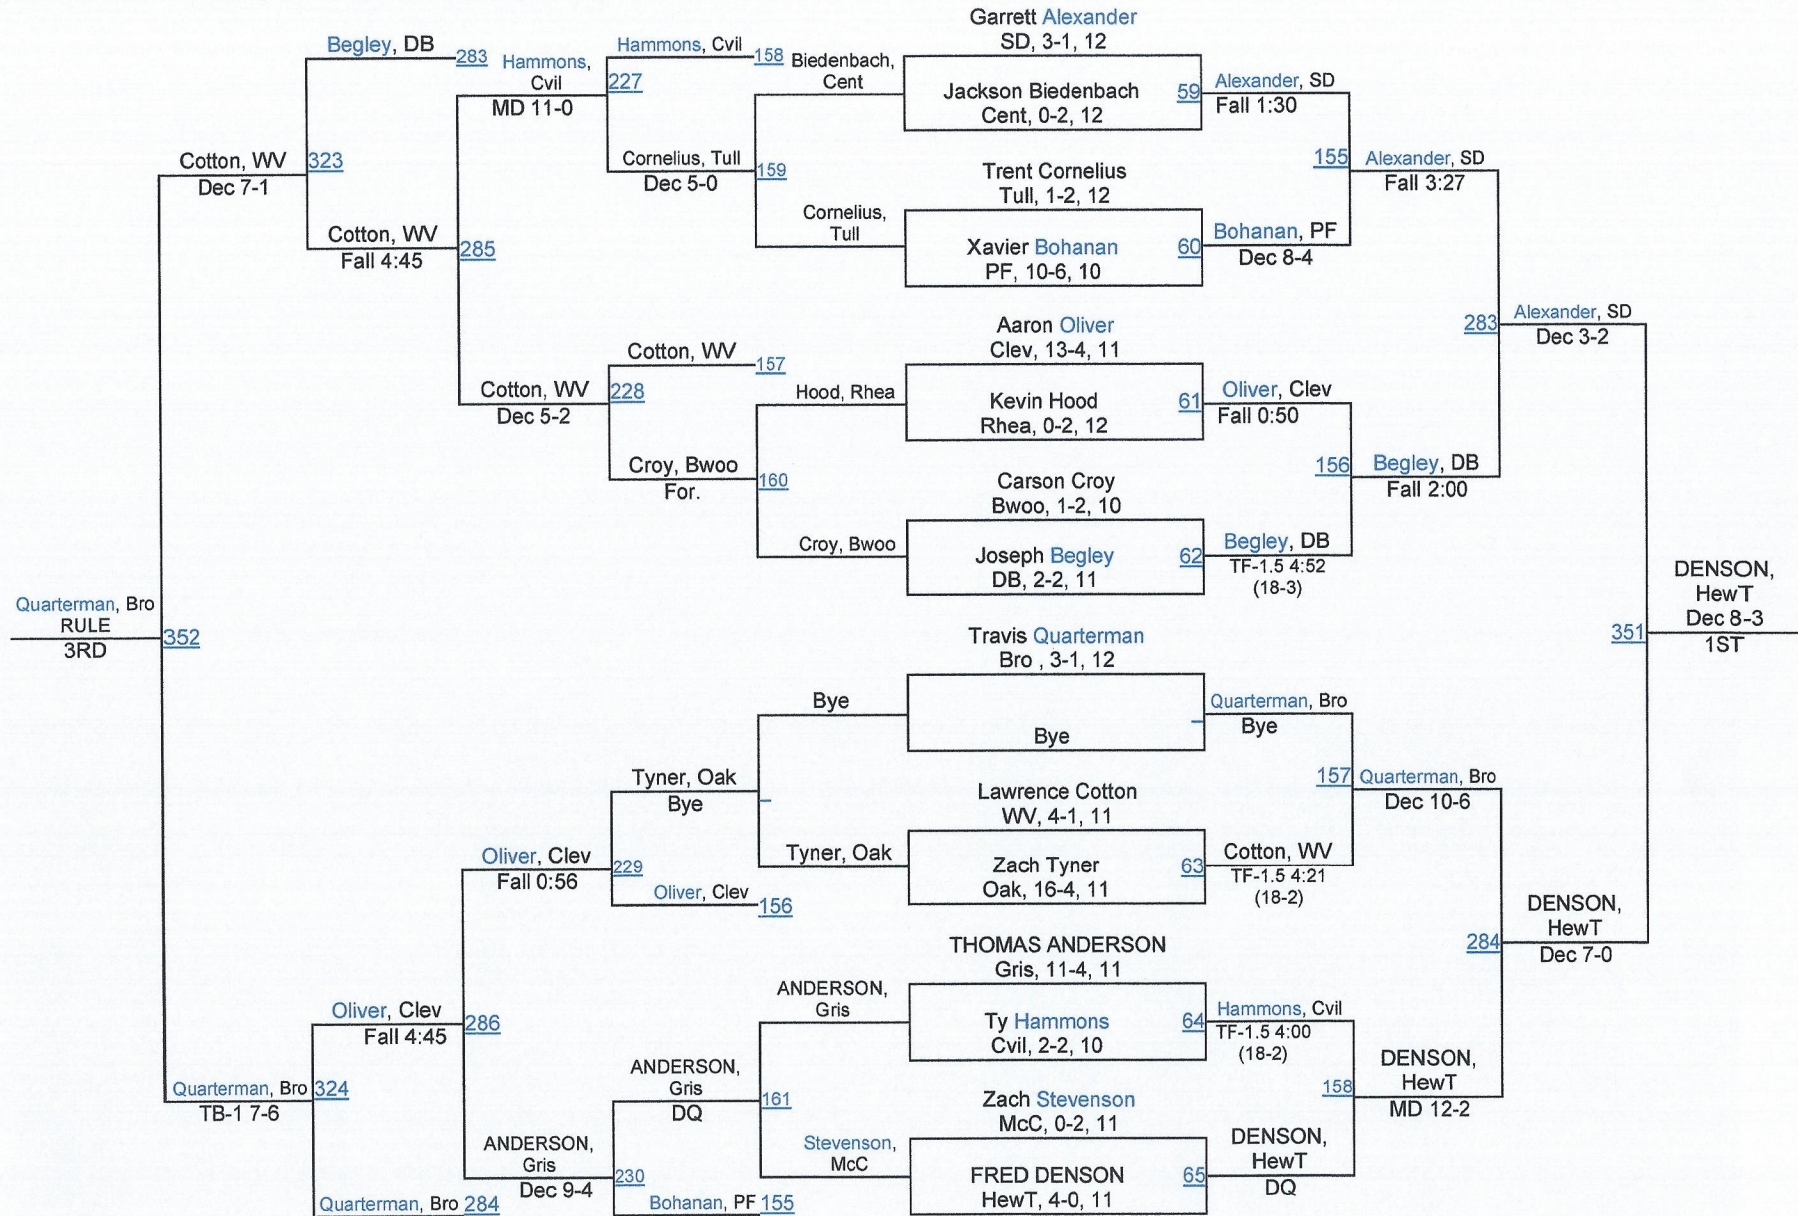 Garrett Alexander
SD, 3-1, 12
Begley, DB
283
Hammons,
Cvil
MD 11-0
Hammons, Cvil
158
227
Biedenbach,
Cent
Jackson Biedenbach
Cent, 0-2, 12
59
Alexander, SD
Fall 1:30
Cotton, WV
Dec 7-1
323
Cornelius, Tull
Dec 5-0
159
Trent Cornelius
Tull, 1-2, 12
155
Alexander, SD
Fall 3:27
Cotton, WV
Fall 4:45
285
Cornelius,
Tull
Xavier Bohanan
PF, 10-6, 10
60
Bohanan, PF
Dec 8-4
Aaron Oliver
Clev, 13-4, 11
283
Alexander, SD
Dec 3-2
Cotton, WV
157
Cotton, WV
Dec 5-2
228
Hood, Rhea
Kevin Hood
Rhea, 0-2, 12
61
Oliver, Clev
Fall 0:50
Croy, Bwoo
For.
160
Carson Croy
Bwoo, 1-2, 10
156
Begley, DB
Fall 2:00
Croy, Bwoo
Joseph Begley
DB, 2-2, 11
62
Begley, DB
TF-1.5 4:52
(18-3)
Quarterman, Bro
RULE
3RD
352
Travis Quarterman
Bro , 3-1, 12
351
DENSON,
HewT
Dec 8-3
1ST
Bye
Bye
Quarterman, Bro
Bye
Tyner, Oak
Bye
Lawrence Cotton
WV, 4-1, 11
157
Quarterman, Bro
Dec 10-6
Oliver, Clev
Fall 0:56
229
Tyner, Oak
Zach Tyner
Oak, 16-4, 11
63
Cotton, WV
TF-1.5 4:21
(18-2)
Oliver, Clev
156
THOMAS ANDERSON
Gris, 11-4, 11
284
DENSON,
HewT
Dec 7-0
Oliver, Clev
Fall 4:45
286
ANDERSON,
Gris
Ty Hammons
Cvil, 2-2, 10
64
Hammons, Cvil
TF-1.5 4:00
(18-2)
Quarterman, Bro
TB-1 7-6
324
ANDERSON,
Gris
DQ
161
Zach Stevenson
McC, 0-2, 11
158
DENSON,
HewT
MD 12-2
ANDERSON,
Gris
Dec 9-4
230
Stevenson,
McC
FRED DENSON
HewT, 4-0, 11
65
DENSON,
HewT
DQ
Quarterman, Bro
284
Bohanan, PF
155